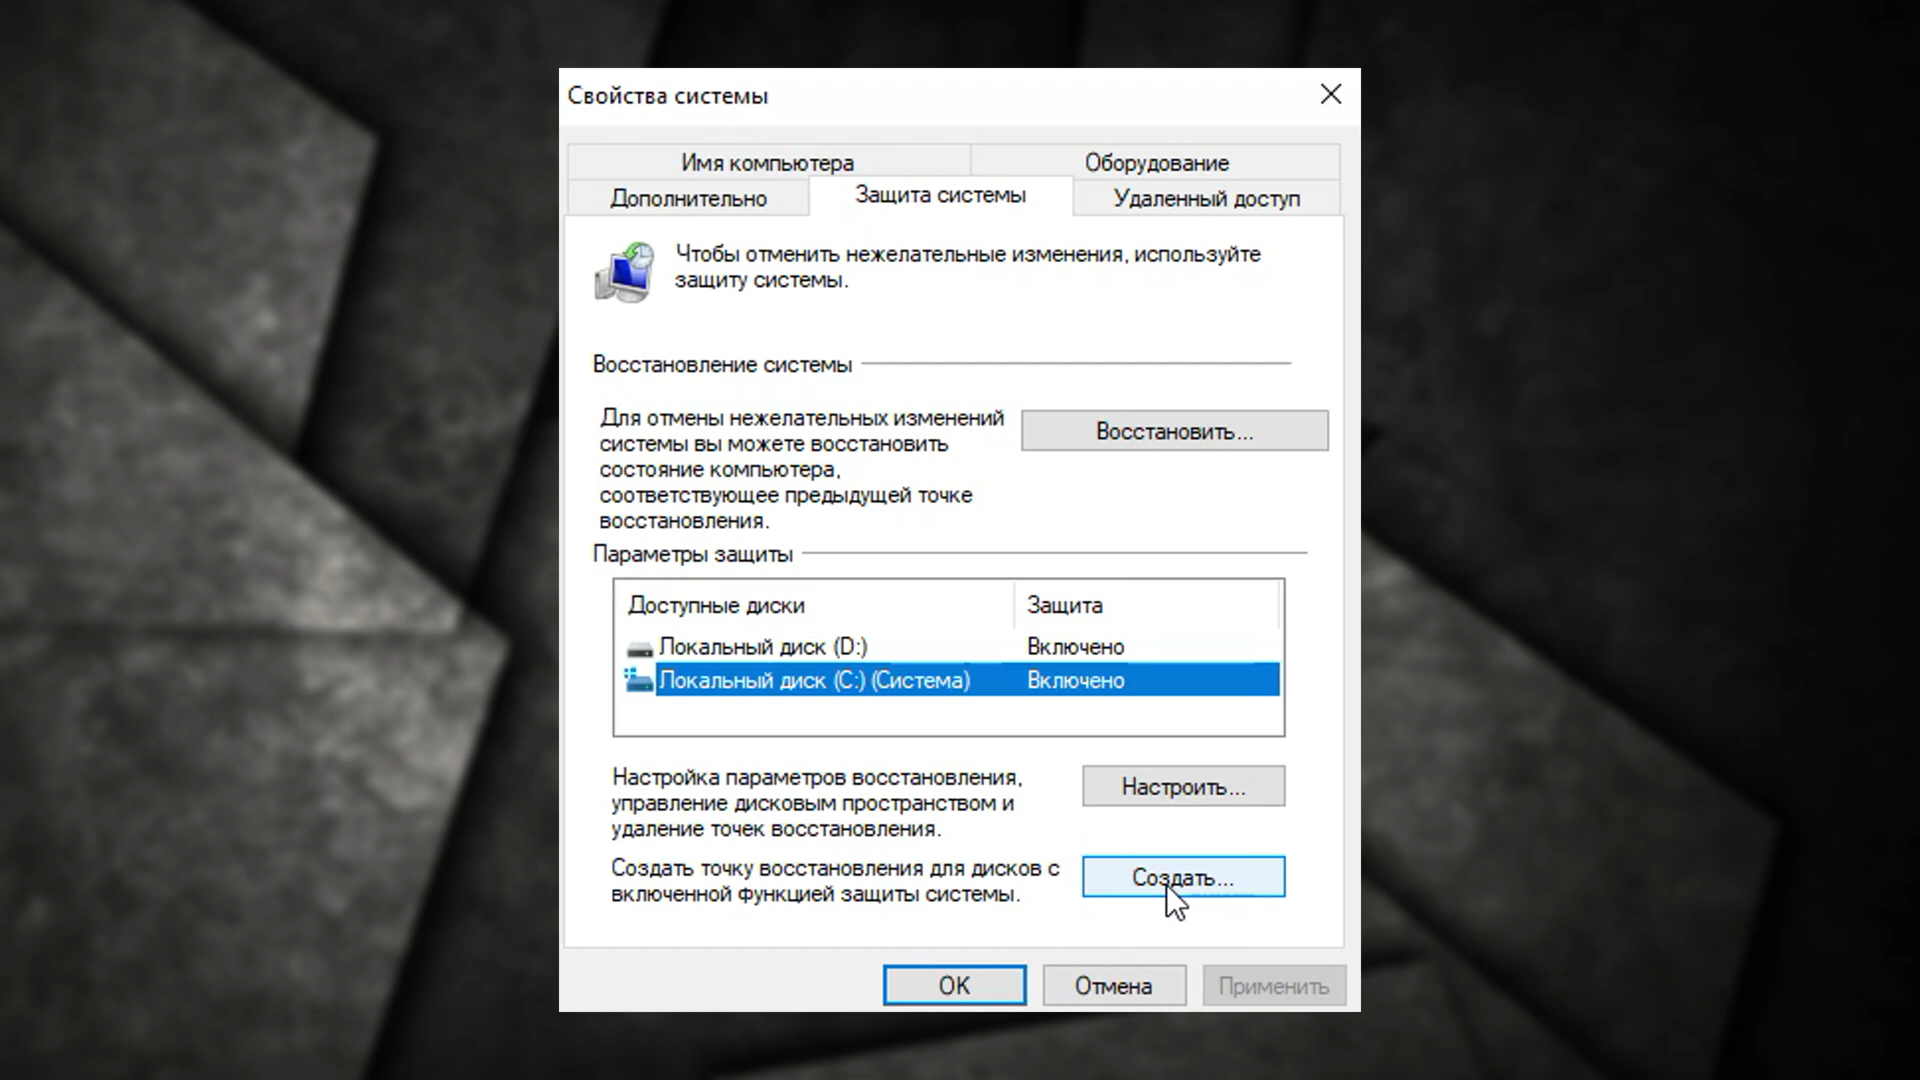 Свойства системы
Имя компьютера
Оборудование
Дополнительно
Защита системы
Удаленный доступ
Чтобы отменить нежелательные изменения, используйте
защиту системы.
Восстановление системы
Для отмены нежелательных изменений
системы вы можете восстановить
состояние компьютера,
соответствующее предыдущей точке
восстановления.
Восстановить...
Параметры защиты
Доступные диски
Защита
Локальный диск (D:)
Включено
Локальный диск (C:) (Система)
Включено
Настройка параметров восстановления,
управление дисковым пространством и
удаление точек восстановления.
Настроить...
Создать точку восстановления для дисков с
включенной функцией защиты системы.
Создать...
ОК
Отмена
Применить